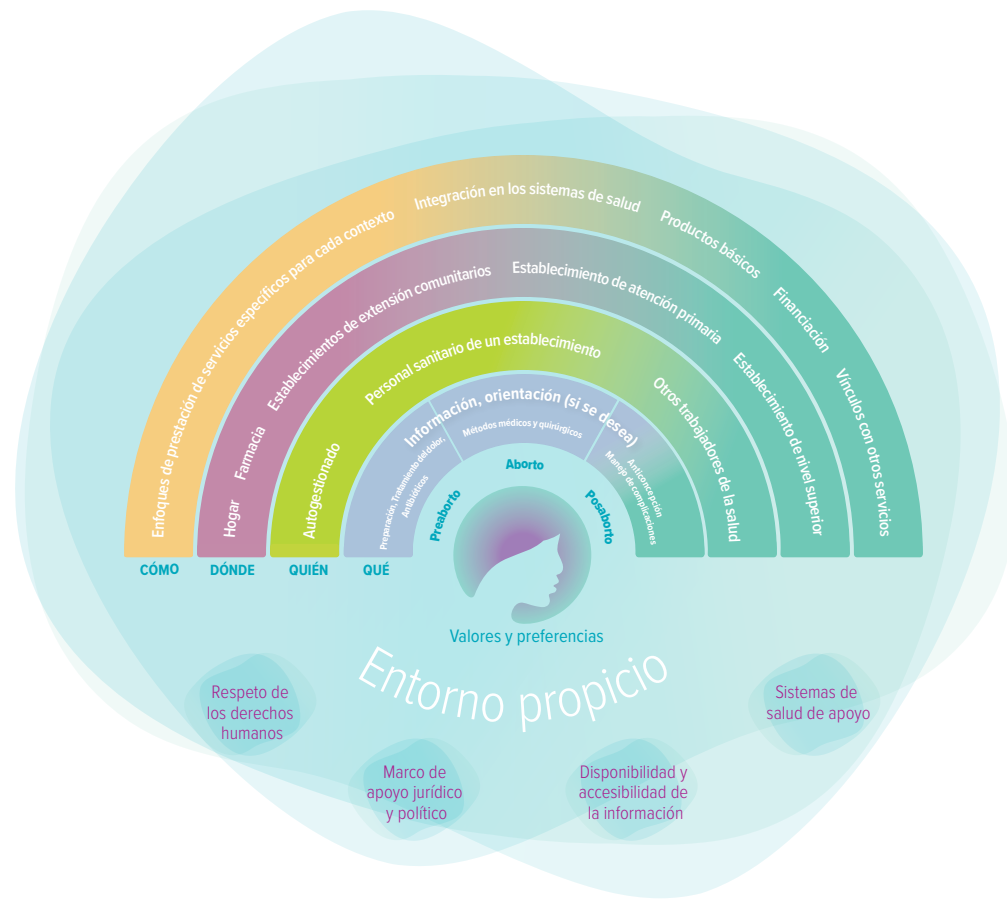 Enfoques de prestación de servicios específicos para cada contexto
Integración en los sistemas de salud
Productos básicos
Financiación
Vínculos con otros servicios
Hogar
Farmacia
Establecimientos de extensión comunitarios
Establecimiento de atención primaria
Establecimiento de nivel superior
Autogestionado
Personal sanitario de un establecimiento
Otros trabajadores de la salud
Información, orientación (si se desea)
Preparación, Tratamiento del dolor,
Antibióticos
Métodos médicos y quirúrgicos
Anticoncepción
Manejo de complicaciones
Preaborto
Aborto
Posaborto
CÓMO
DÓNDE
QUIÉN
QUÉ
Valores y preferencias
Entorno propicio
Respeto de
los derechos
humanos
Marco de
apoyo jurídico
y político
Disponibilidad y
accesibilidad de
la información
Sistemas de
salud de apoyo